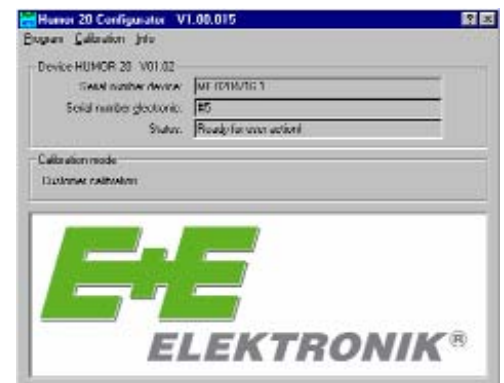 Humor 20 Configurator V1.00.015
Program Calibration Info
Device HUMOR 20 V01.02
Serial number device:
Serial number electronic: #5
Status: Ready for user action!
Calibration mode
Customer calibration
E+E
ELEKTRONIK®